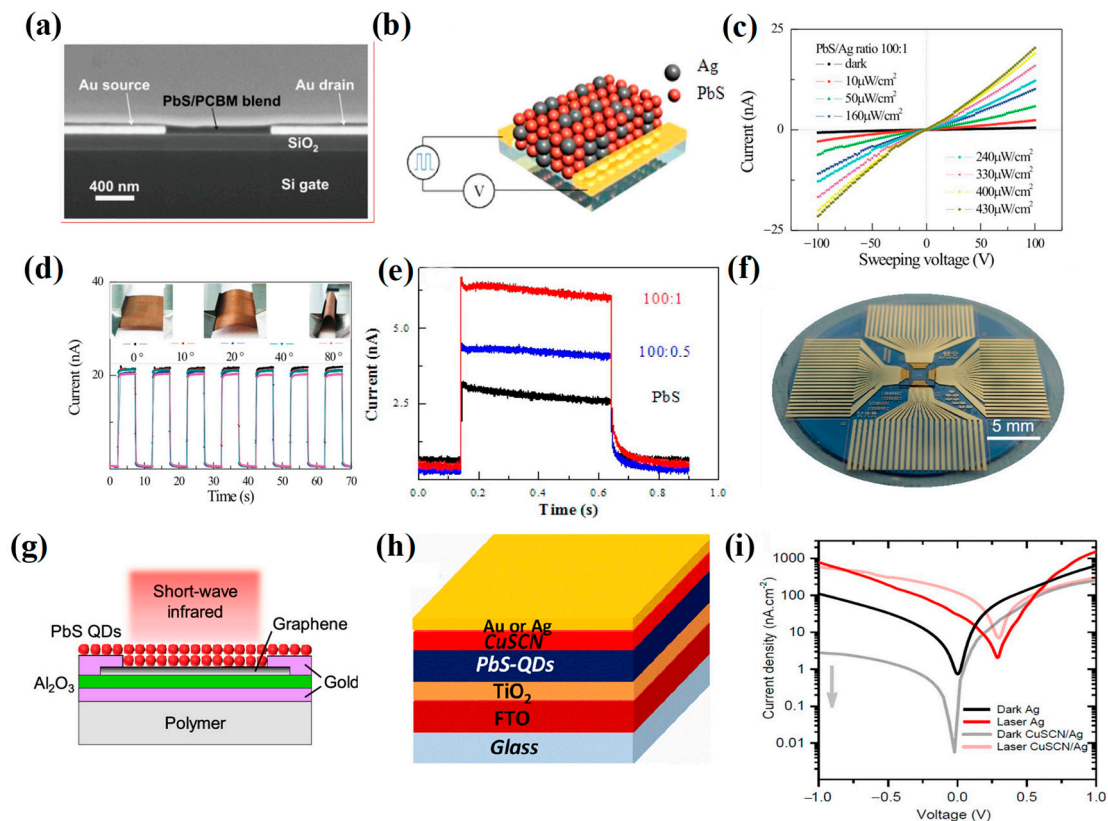 (a)
Au source
Au drain
PbS/PCBM blend
SiO2
400 nm
Si gate
(b)
Ag
PbS
V
(c)
25
0
−25
Current (nA)
PbS/Ag ratio 100:1
dark
10μW/cm2
50μW/cm2
160μW/cm2
240μW/cm2
330μW/cm2
400μW/cm2
430μW/cm2
−100
−50
0
50
100
Sweeping voltage (V)
(d)
40
20
0
Current (nA)
0° 10° 20° 40° 80°
0 10 20 30 40 50 60 70
Time (s)
(e)
5.0
2.5
Current (nA)
100:1
100:0.5
PbS
0.0 0.2 0.4 0.6 0.8 1.0
Time (s)
(f)
5 mm
(g)
Short-wave
infrared
PbS QDs
Graphene
Al2O3
Gold
Polymer
(h)
Au or Ag
CuSCN
PbS-QDs
TiO2
FTO
Glass
(i)
1000
100
10
1
0.1
0.01
Current density (nA.cm-2)
Dark Ag
Laser Ag
Dark CuSCN/Ag
Laser CuSCN/Ag
−1.0 −0.5 0.0 0.5 1.0
Voltage (V)